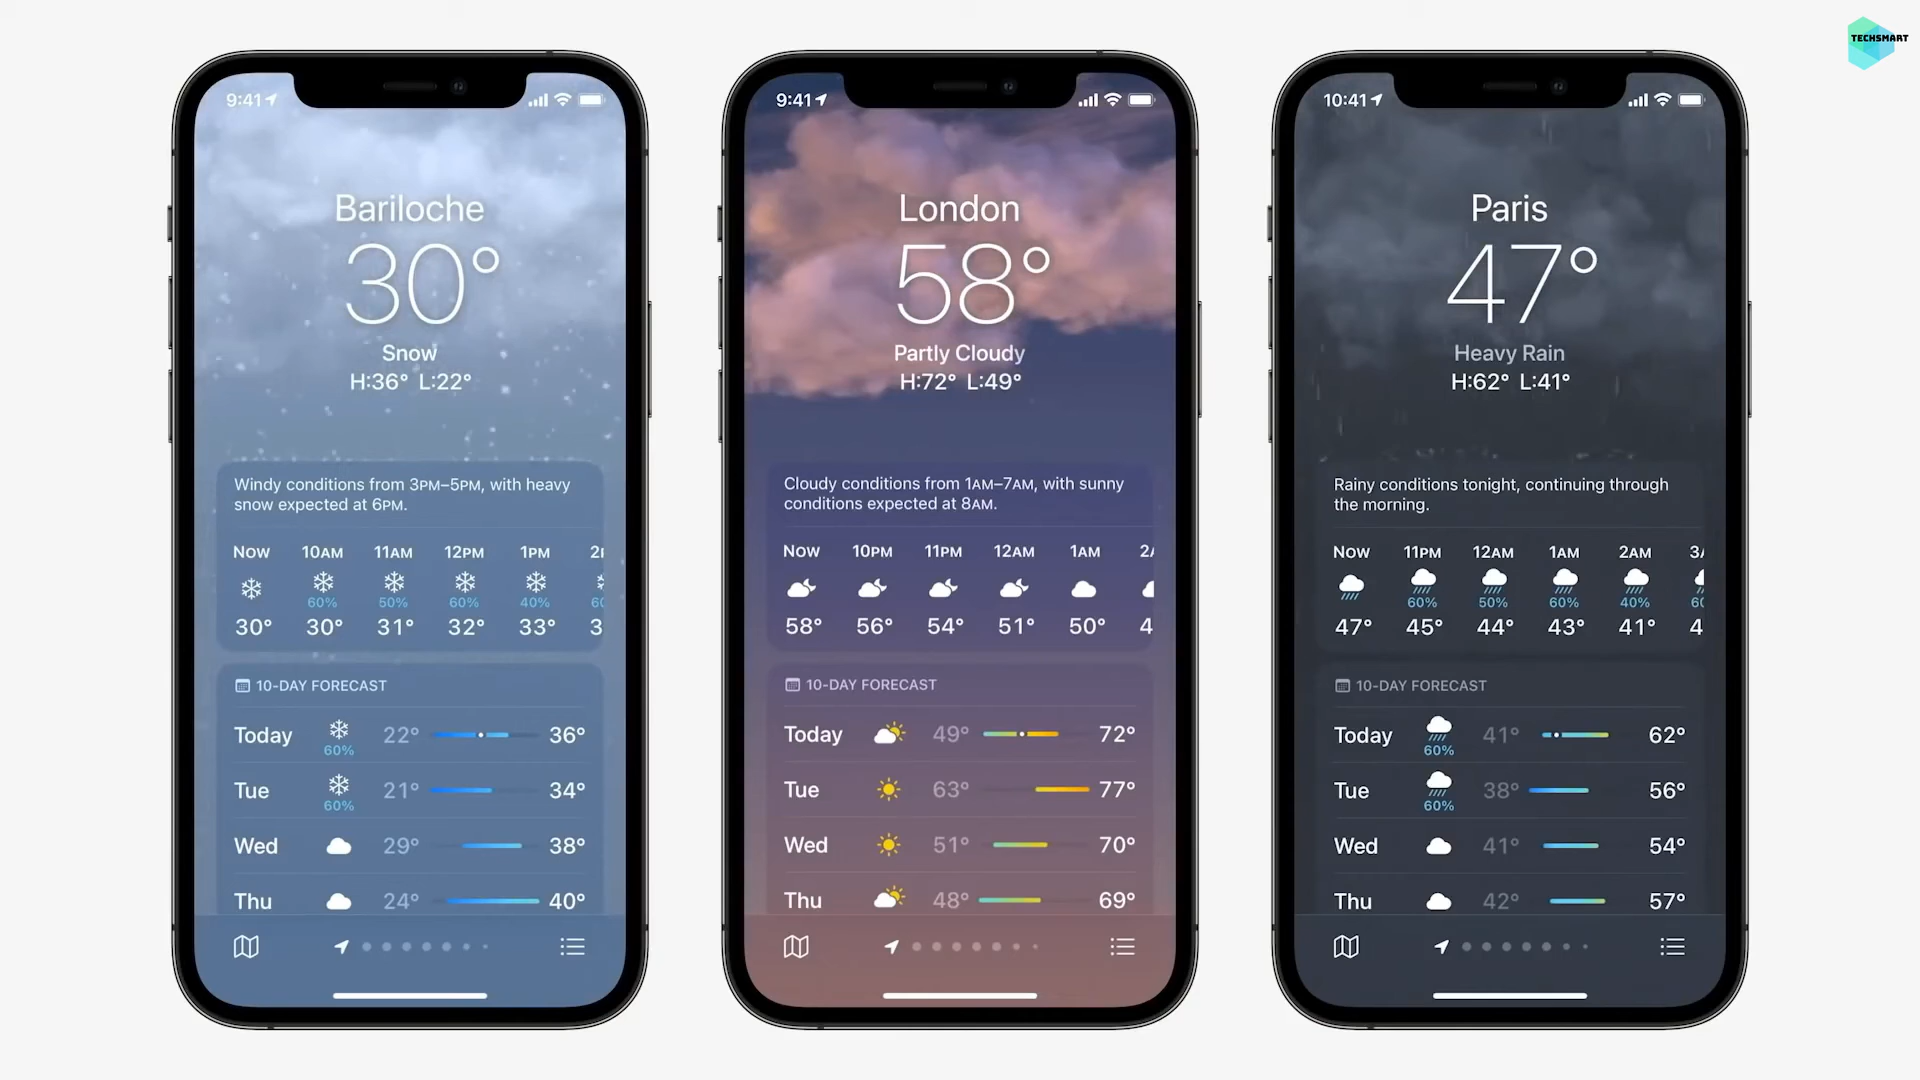 TECHSMART
9:41
Bariloche
30°
Snow
H:36° L:22°
Windy conditions from 3PM–5PM, with heavy
snow expected at 6PM.
Now 10AM 11AM 12PM 1PM
60% 50% 60% 40%
30° 30° 31° 32° 33°
10-DAY FORECAST
Today 60% 22° 36°
Tue 60% 21° 34°
Wed 29° 38°
Thu 24° 40°
9:41
London
58°
Partly Cloudy
H:72° L:49°
Cloudy conditions from 1AM–7AM, with sunny
conditions expected at 8AM.
Now 10PM 11PM 12AM 1AM
58° 56° 54° 51° 50°
10-DAY FORECAST
Today 49° 72°
Tue 63° 77°
Wed 51° 70°
Thu 48° 69°
10:41
Paris
47°
Heavy Rain
H:62° L:41°
Rainy conditions tonight, continuing through
the morning.
Now 11PM 12AM 1AM 2AM
60% 50% 60% 40%
47° 45° 44° 43° 41°
10-DAY FORECAST
Today 60% 41° 62°
Tue 60% 38° 56°
Wed 41° 54°
Thu 42° 57°